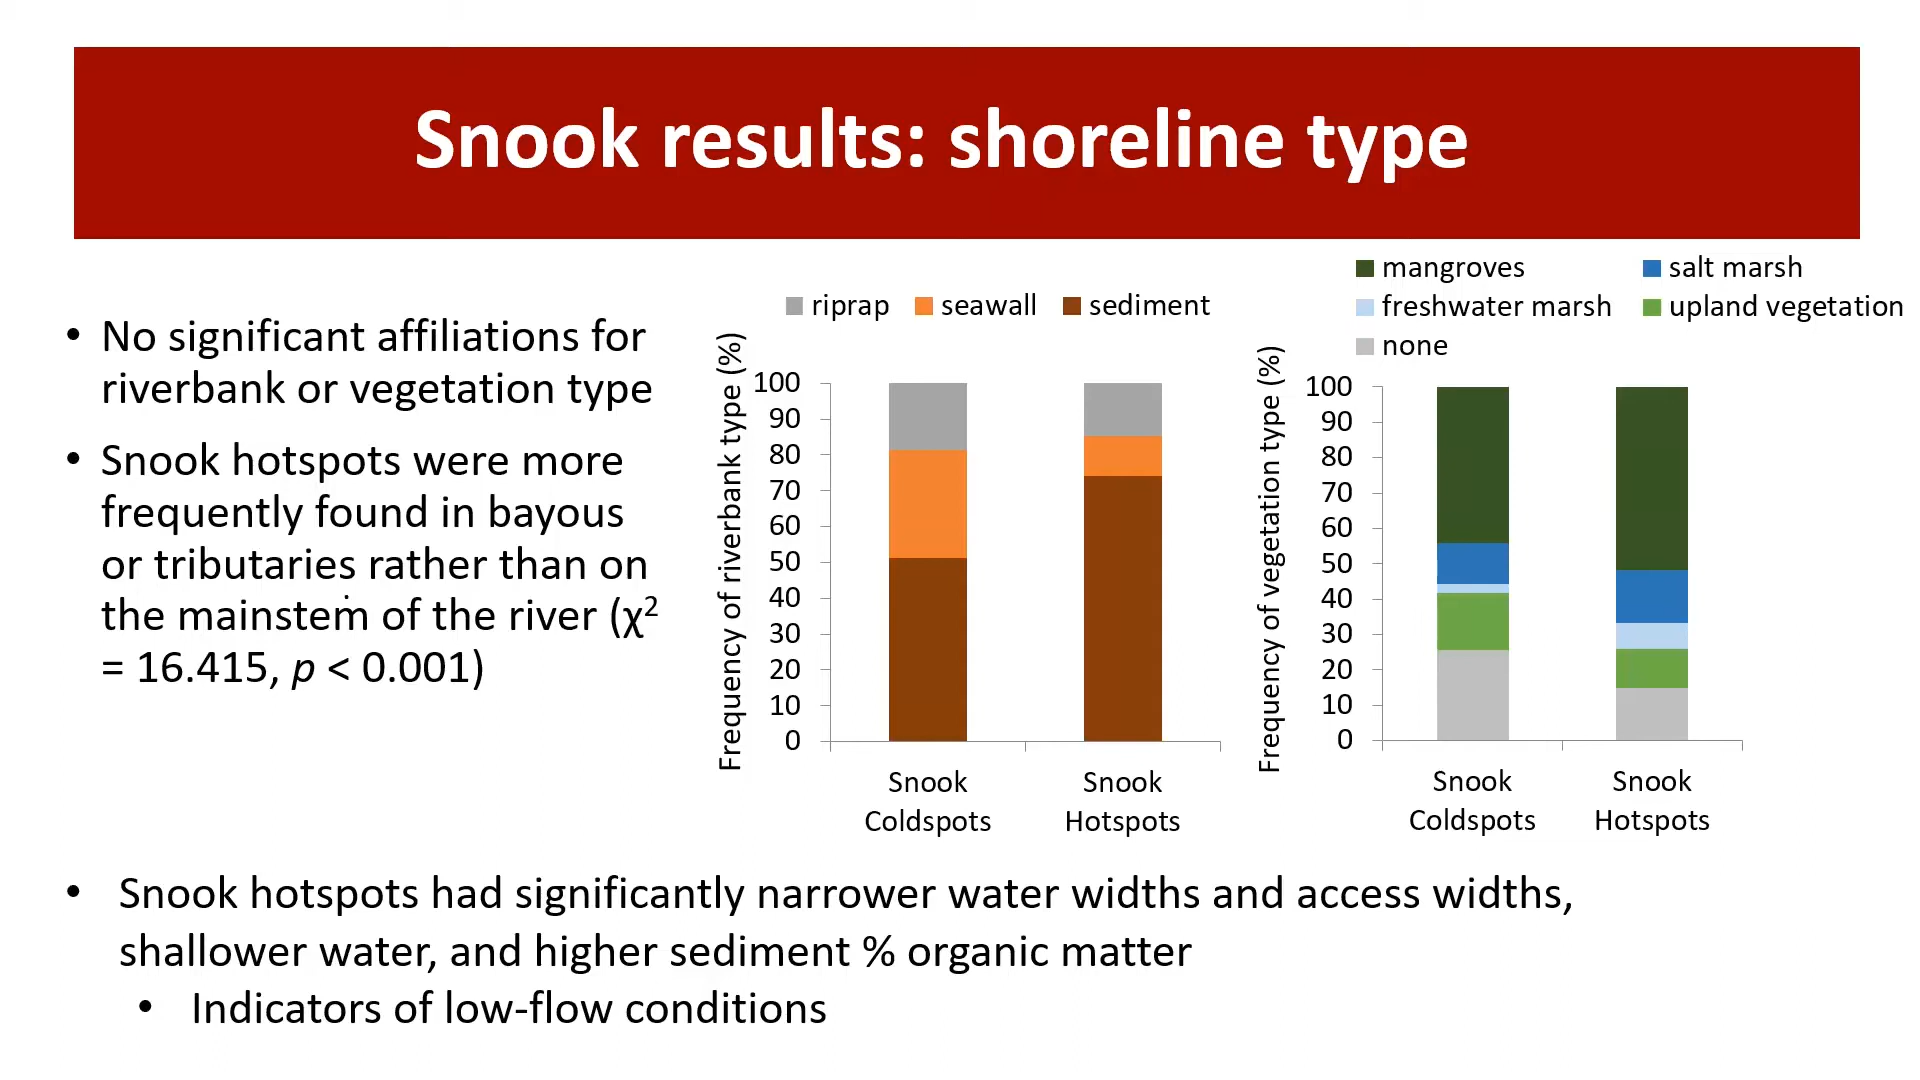 Snook results: shoreline type
• No significant affiliations for
riverbank or vegetation type
• Snook hotspots were more
frequently found in bayous
or tributaries rather than on
the mainstem of the river (χ²
= 16.415, p < 0.001)
riprap seawall sediment
Frequency of riverbank type (%)
100
90
80
70
60
50
40
30
20
10
0
Snook
Coldspots
Snook
Hotspots
mangroves salt marsh
freshwater marsh upland vegetation
none
Frequency of vegetation type (%)
100
90
80
70
60
50
40
30
20
10
0
Snook
Coldspots
Snook
Hotspots
• Snook hotspots had significantly narrower water widths and access widths,
shallower water, and higher sediment % organic matter
• Indicators of low-flow conditions